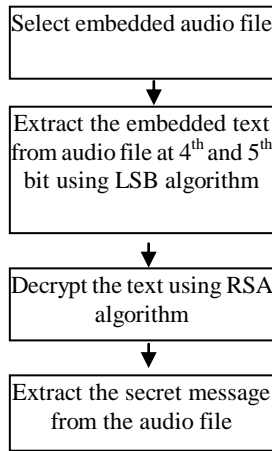 Select embedded audio file
Extract the embedded text
from audio file at 4th and 5th
bit using LSB algorithm
Decrypt the text using RSA
algorithm
Extract the secret message
from the audio file